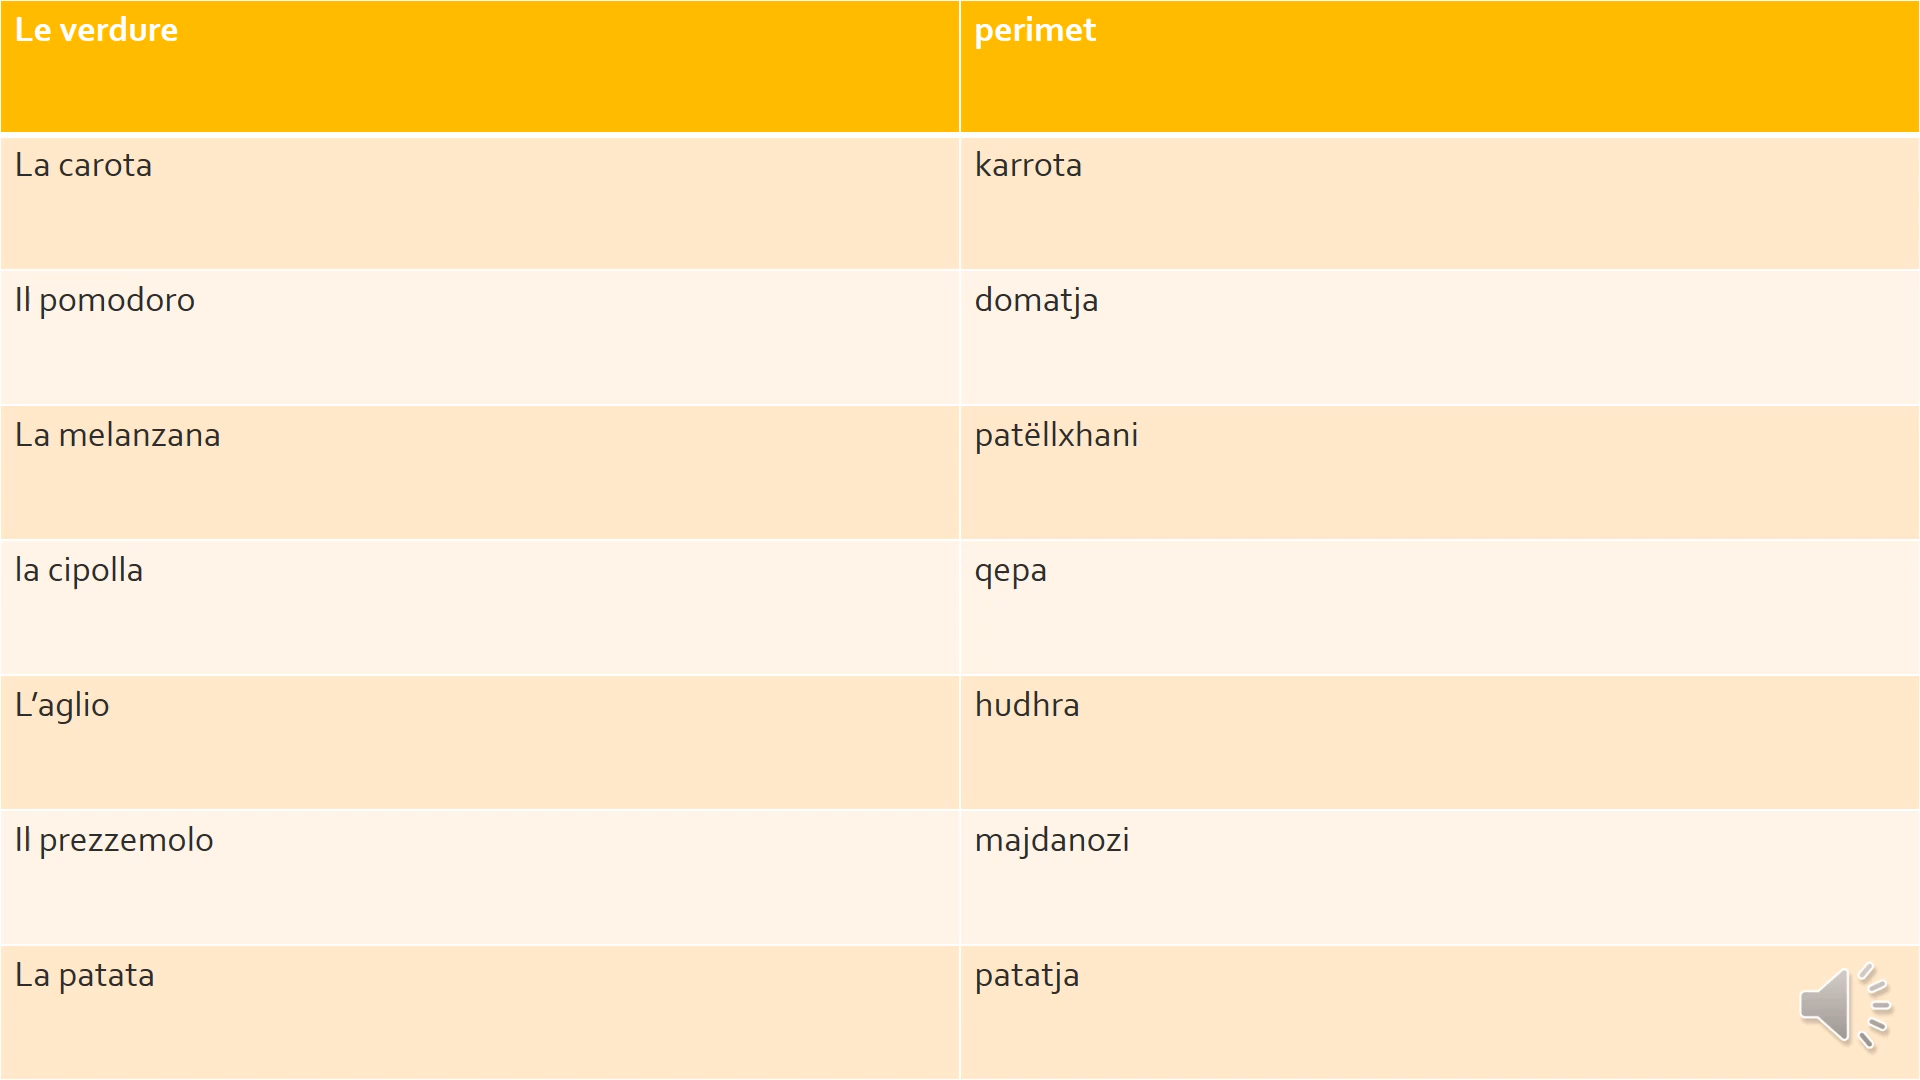 Le verdure perimet
La carota karrota
Il pomodoro domatja
La melanzana patëllxhani
la cipolla qepa
L’aglio hudhra
Il prezzemolo majdanozi
La patata patatja